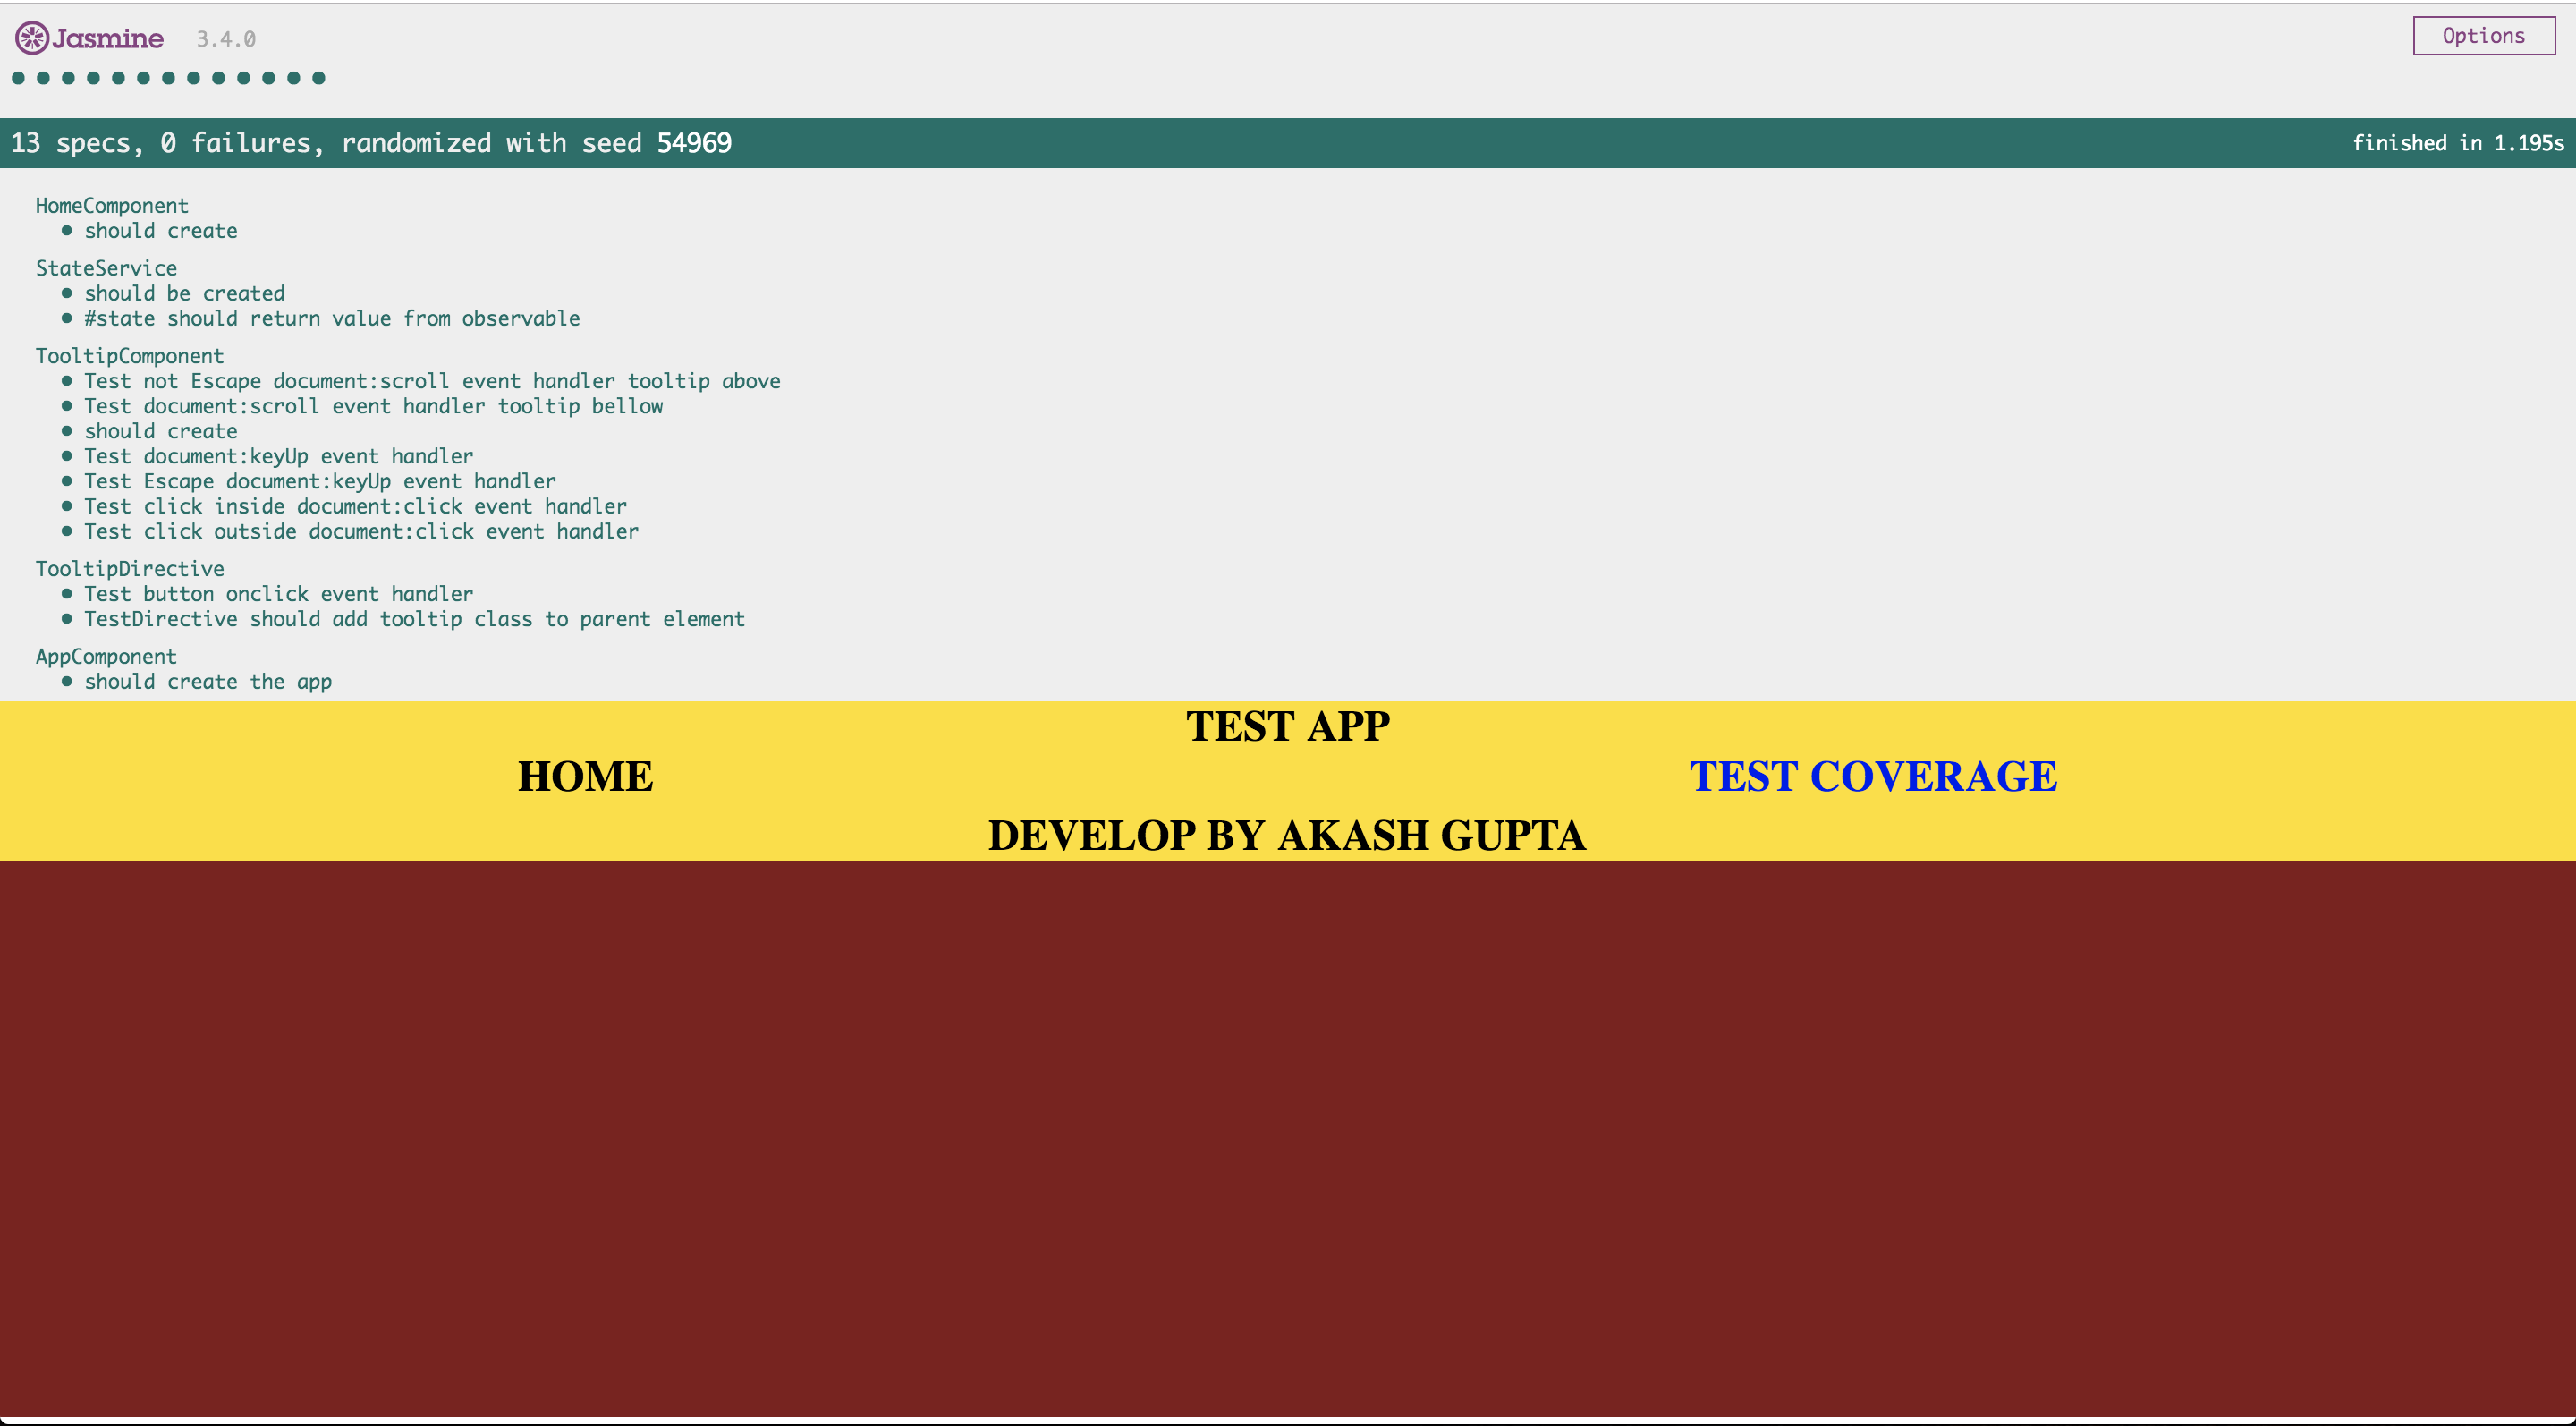 Jasmine 3.4.0 Options
13 specs, 0 failures, randomized with seed 54969 finished in 1.195s
HomeComponent
• should create
StateService
• should be created
• #state should return value from observable
TooltipComponent
• Test not Escape document:scroll event handler tooltip above
• Test document:scroll event handler tooltip bellow
• should create
• Test document:keyUp event handler
• Test Escape document:keyUp event handler
• Test click inside document:click event handler
• Test click outside document:click event handler
TooltipDirective
• Test button onclick event handler
• TestDirective should add tooltip class to parent element
AppComponent
• should create the app
TEST APP
HOME TEST COVERAGE
DEVELOP BY AKASH GUPTA